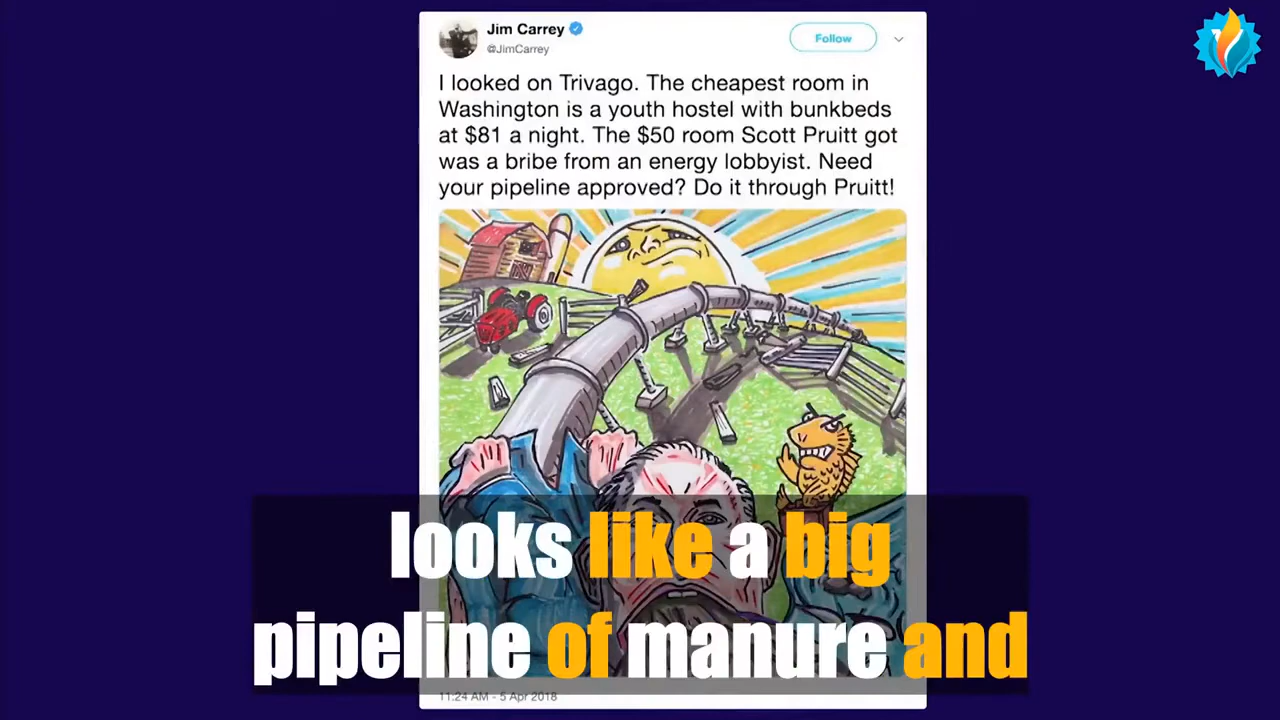 Jim Carrey
@JimCarrey
Follow
I looked on Trivago. The cheapest room in
Washington is a youth hostel with bunkbeds
at $81 a night. The $50 room Scott Pruitt got
was a bribe from an energy lobbyist. Need
your pipeline approved? Do it through Pruitt!
looks like a big
pipeline of manure and
11:24 AM - 5 Apr 2018